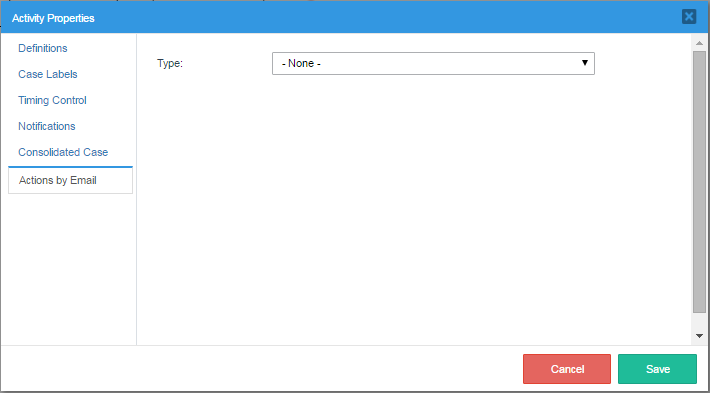 Activity Properties
Definitions
Case Labels
Timing Control
Notifications
Consolidated Case
Actions by Email
Type:
- None -
Cancel
Save